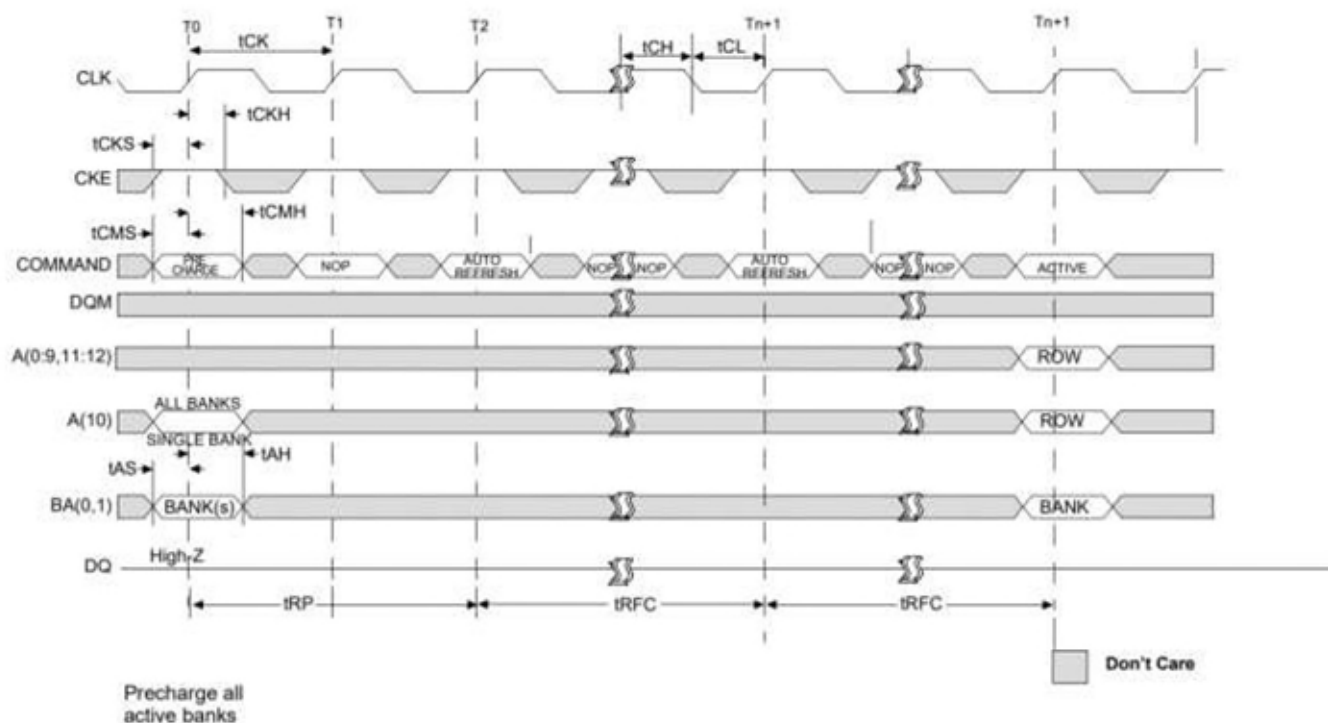 T0 T1 T2 Tn+1 Tn+1
tCK tCH tCL
CLK
tCKH
tCKS
CKE
tCMH
tCMS
COMMAND PRE CHARGE NOP AUTO REFRESH NOP NOP AUTO REFRESH NOP NOP ACTIVE
DQM
A(0:9,11:12) ROW
ALL BANKS
A(10) ROW
SINGLE BANK
tAS tAH
BA(0,1) BANK(s) BANK
High-Z
DQ
tRP tRFC tRFC
Don't Care
Precharge all
active banks